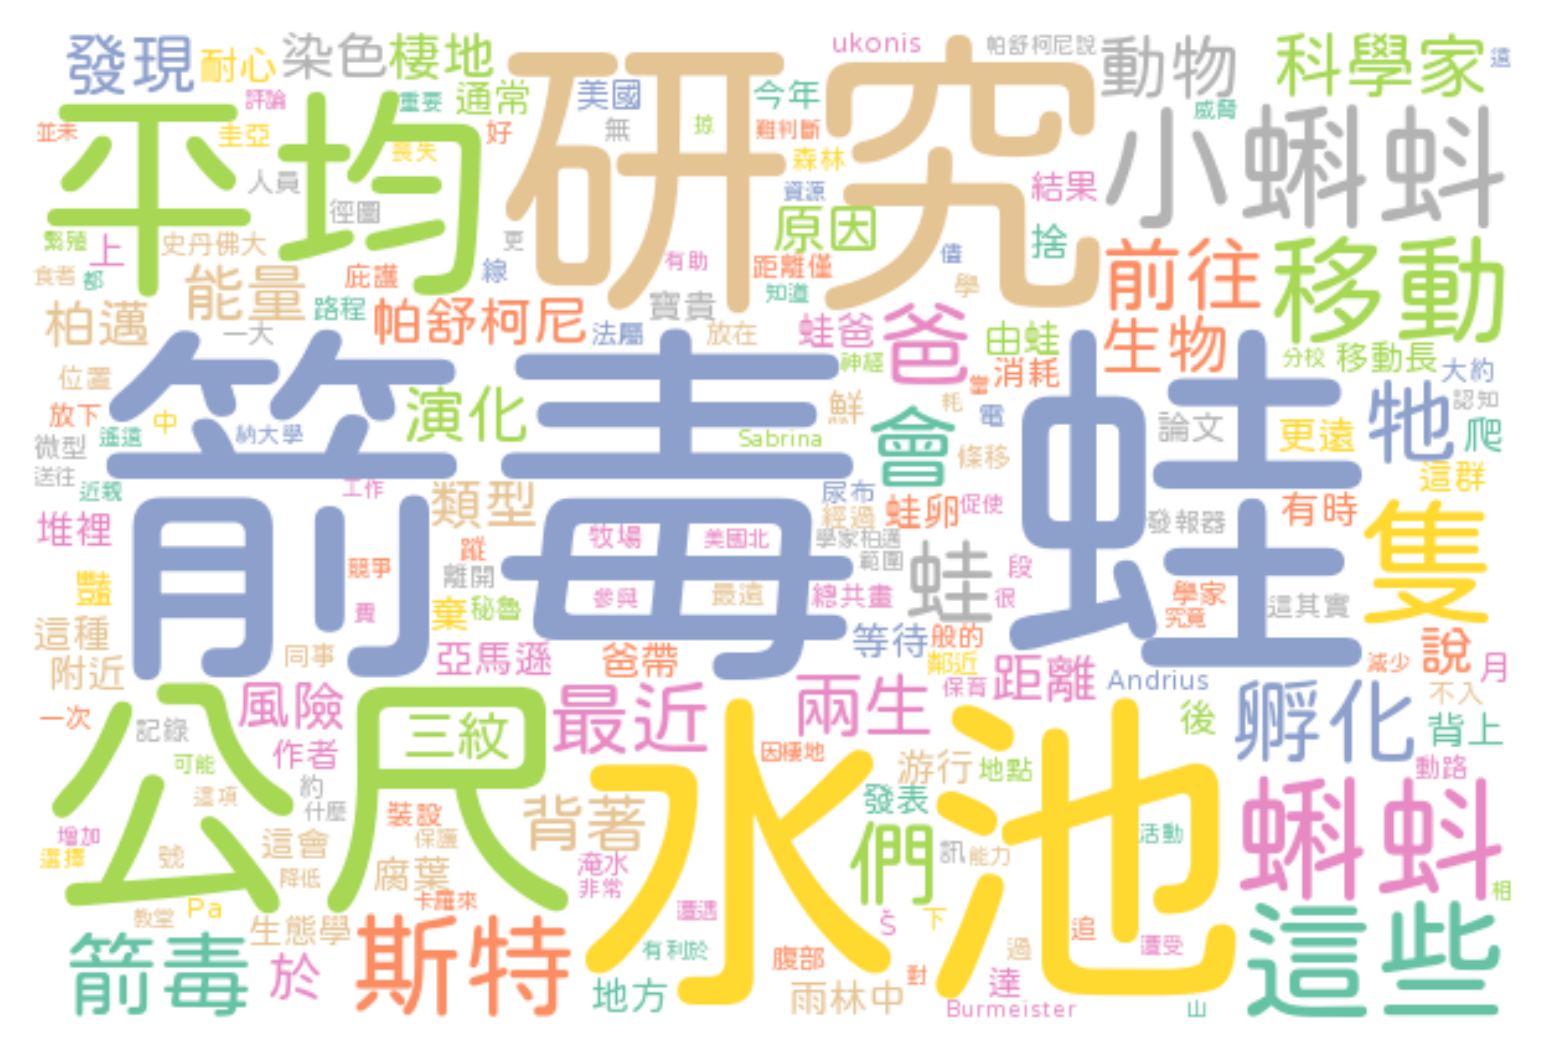 發現 耐心 染色 棲地 ukonis 帕舒柯尼說 動物 科學家 遠
評論 重要 通常 美國 今年 威脅
平均 研究 小蝌蚪
並未 圭亞 喪失 好 無 掠 難判斷 森林
人員 徑圖 資源 結果
繁殖 上 史丹佛大 更 原因 捨 前往 移動
食者 都 能量 庇護 線 有助 距離僅 儘 學
柏邁 一大 路程 帕舒柯尼 寶貴 知道 生物
法屬 放在 蛙爸 爸 由蛙 分校 移動長
箭毒蛙
位置 神經 消耗 當 大約
放下 中 演化 鮮 耗 電 牠 認知
微型 遙遠 納大學 Sabrina 會 條移 論文 更遠 爬
送往 近親 工作 類型 尿布 促使 這群
堆裡 牧場 美國北 經過 蛙卵 發報器 有時 隻
蹤 學家柏邁 範圍
豔 競爭 離開 參與 最遠 總共畫 蛙 段 學家 這其實
這種 費 棄 秘魯 很 究竟
附近 同事 亞馬遜 爸帶 等待 般的 鄰近 距離 減少 說 月
保育 Andrius 不入
一次 記錄 風險 三紋 最近 兩生 後 孵化 背上
公尺 水池
可能 作者 因棲地 游行 地點 動路
這項 約 什麼 裝設 背著 發表 蝌蚪
增加 選擇 號 這會 保護 淹水 們 訊 能力 活動
降低 腐葉 非常 相
教堂 Pa 卡羅來 遭遇 Š 下 追
箭毒 生態學 斯特 有利於 腹部 過 遭受 這些
於 地方 雨林中 對 達 Burmeister 山